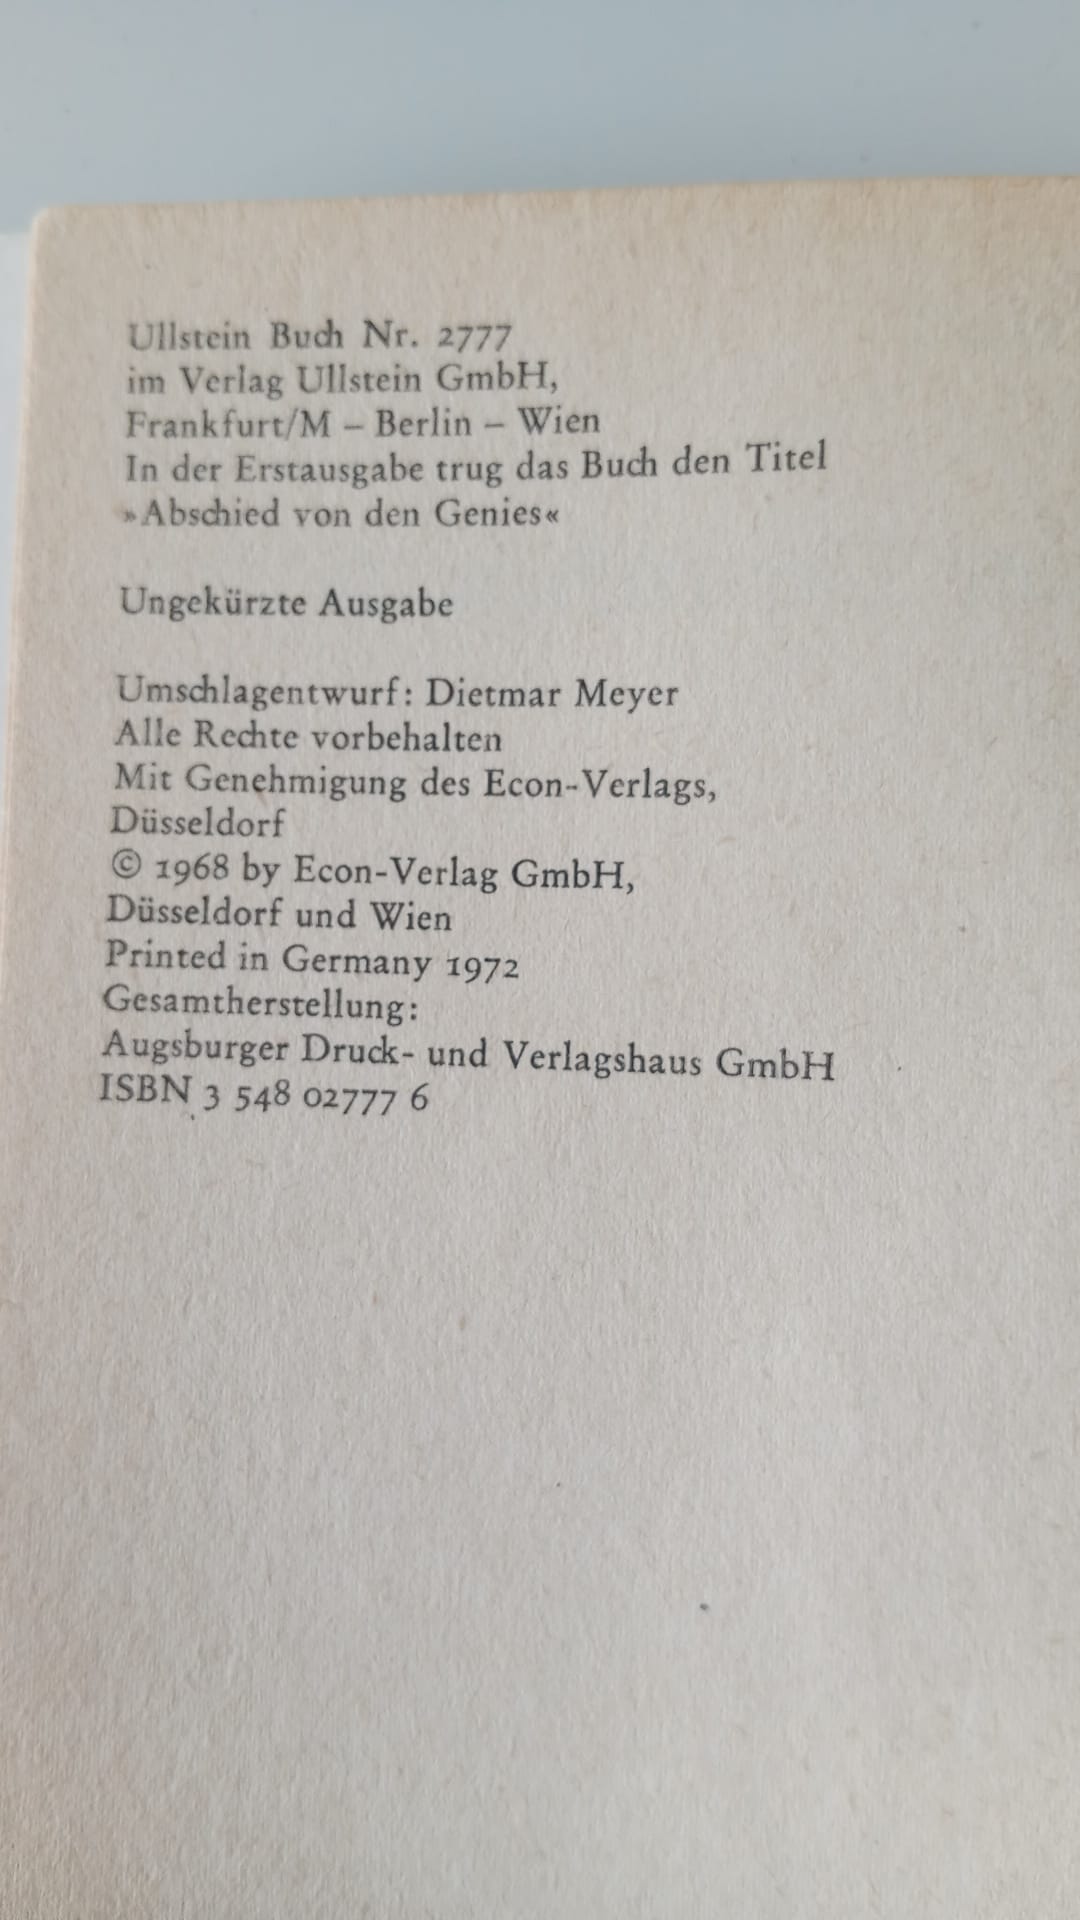 Ullstein Buch Nr. 2777
im Verlag Ullstein GmbH,
Frankfurt/M – Berlin – Wien
In der Erstausgabe trug das Buch den Titel
»Abschied von den Genies«
Ungekürzte Ausgabe
Umschlagentwurf: Dietmar Meyer
Alle Rechte vorbehalten
Mit Genehmigung des Econ-Verlags,
Düsseldorf
© 1968 by Econ-Verlag GmbH,
Düsseldorf und Wien
Printed in Germany 1972
Gesamtherstellung:
Augsburger Druck- und Verlagshaus GmbH
ISBN 3 548 02777 6